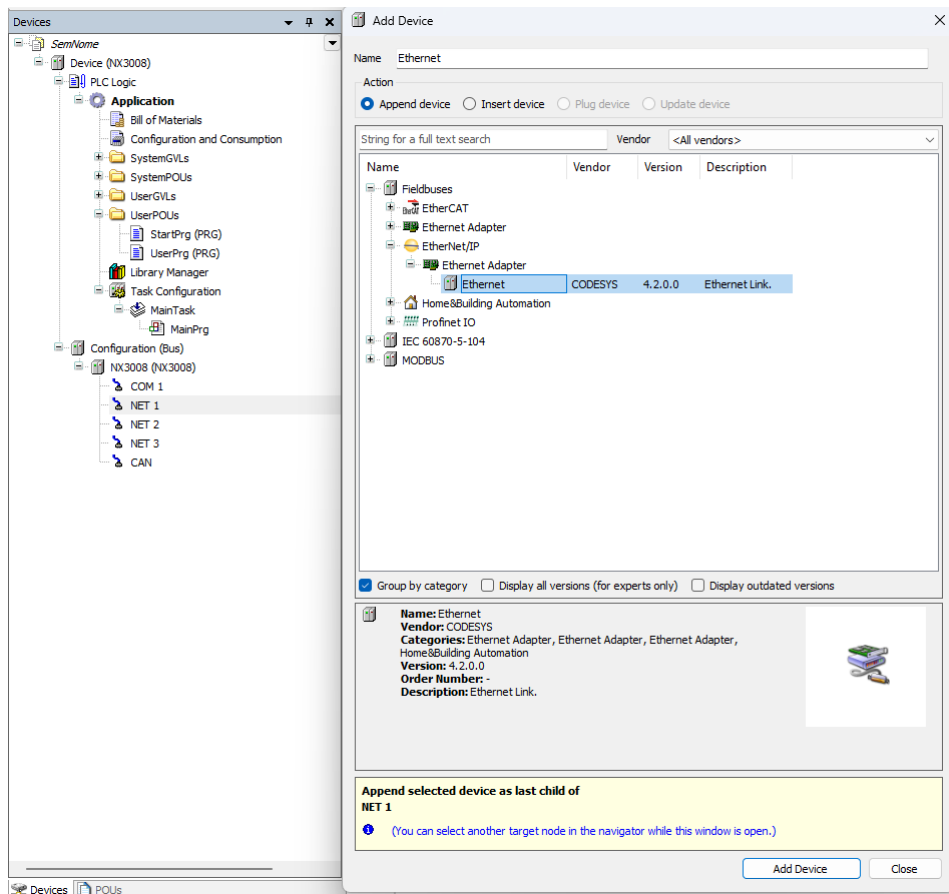 Devices
SemNome
Device (NX3008)
PLC Logic
Application
Bill of Materials
Configuration and Consumption
SystemGVLs
SystemPOUs
UserGVLs
UserPOUs
StartPrg (PRG)
UserPrg (PRG)
Library Manager
Task Configuration
MainTask
MainPrg
Configuration (Bus)
NX3008 (NX3008)
COM 1
NET 1
NET 2
NET 3
CAN
Devices POUs
Add Device
Name Ethernet
Action
Append device Insert device Plug device Update device
String for a full text search Vendor <All vendors>
Name Vendor Version Description
Fieldbuses
EtherCAT
Ethernet Adapter
EtherNet/IP
Ethernet Adapter
Ethernet CODESYS 4.2.0.0 Ethernet Link.
Home&Building Automation
Profinet IO
IEC 60870-5-104
MODBUS
Group by category Display all versions (for experts only) Display outdated versions
Name: Ethernet
Vendor: CODESYS
Categories: Ethernet Adapter, Ethernet Adapter, Ethernet Adapter,
Home&Building Automation
Version: 4.2.0.0
Order Number: -
Description: Ethernet Link.
Append selected device as last child of
NET 1
(You can select another target node in the navigator while this window is open.)
Add Device Close